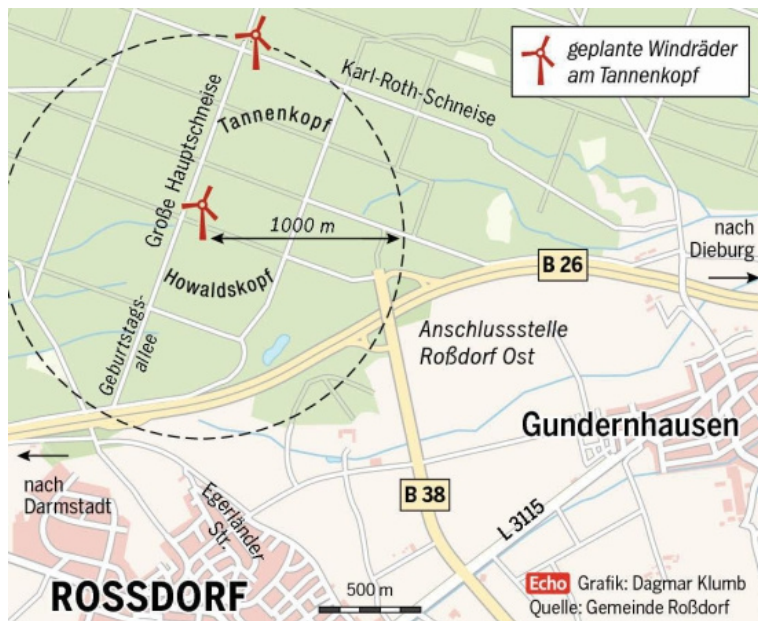 geplante Windräder
am Tannenkopf
Karl-Roth-Schneise
Tannenkopf
Große Hauptschneise
1000 m
nach
Dieburg
B 26
Howaldskopf
Geburtstags-
allee
Anschlussstelle
Roßdorf Ost
Gundernhausen
nach
Darmstadt
Egerländer
Str.
B 38
L 3115
ROSSDORF
500 m
Echo Grafik: Dagmar Klumb
Quelle: Gemeinde Roßdorf